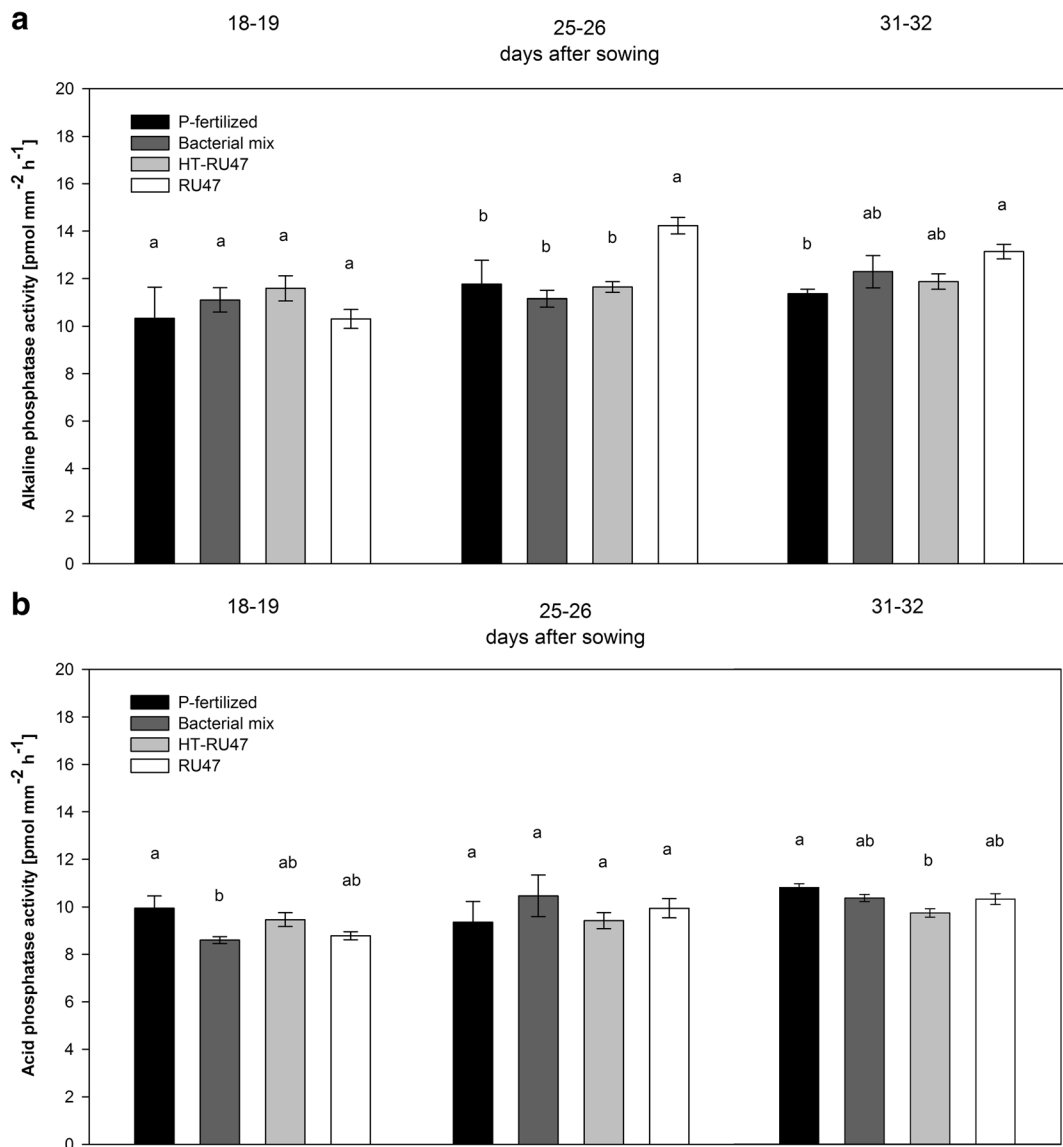 a
18-19 25-26 31-32
days after sowing
Alkaline phosphatase activity [pmol mm⁻² h⁻¹]
20
18
16
14
12
10
8
6
4
2
0
P-fertilized
Bacterial mix
HT-RU47
RU47
a a a a
b b b a
b ab ab a
b
18-19 25-26 31-32
days after sowing
Acid phosphatase activity [pmol mm⁻² h⁻¹]
20
18
16
14
12
10
8
6
4
2
0
P-fertilized
Bacterial mix
HT-RU47
RU47
a b ab ab
a a a a
a ab b ab